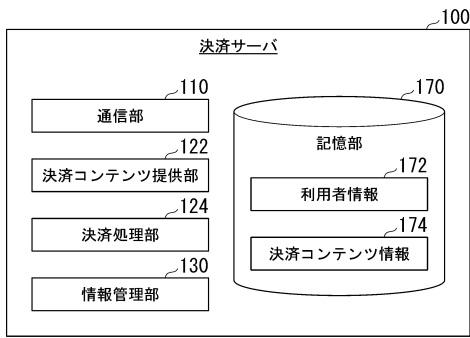 100
決済サーバ
110
通信部
122
決済コンテンツ提供部
124
決済処理部
130
情報管理部
170
記憶部
172
利用者情報
174
決済コンテンツ情報